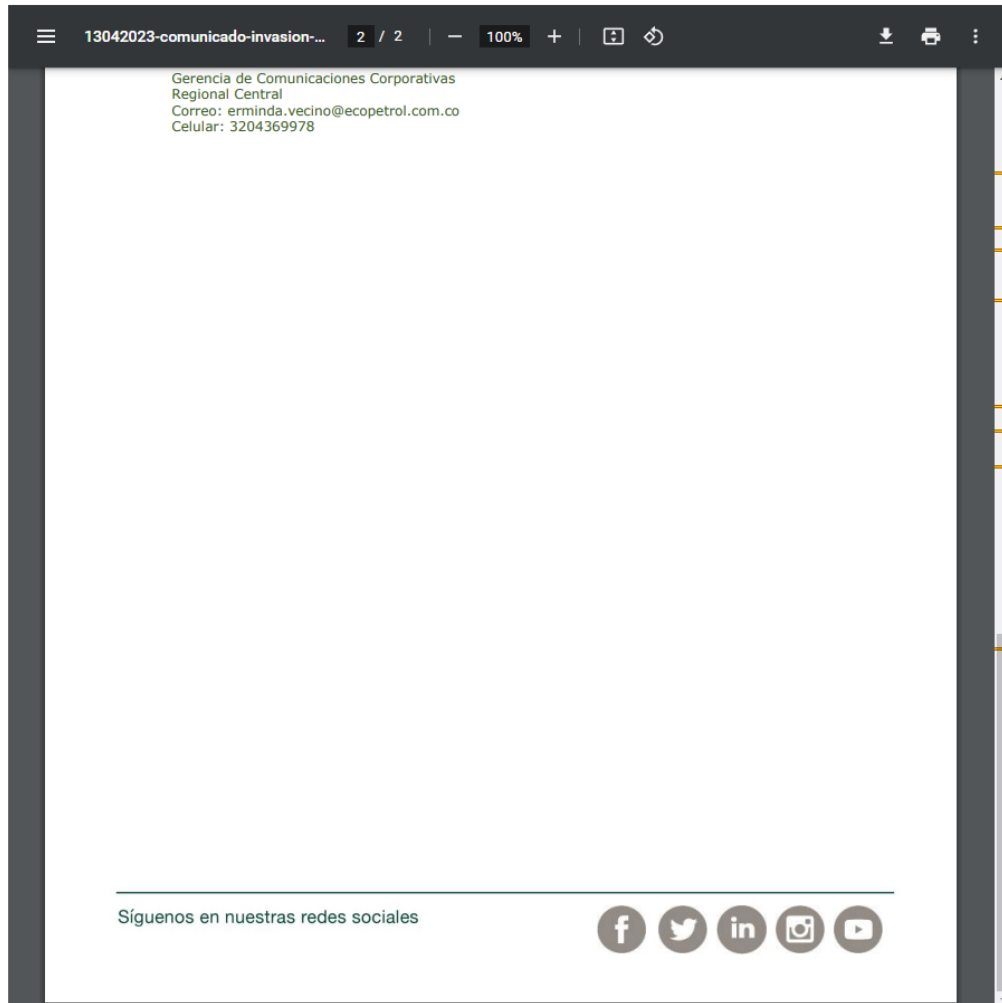 13042023-comunicado-invasion-... 2 / 2 100%
Gerencia de Comunicaciones Corporativas
Regional Central
Correo: erminda.vecino@ecopetrol.com.co
Celular: 3204369978
Síguenos en nuestras redes sociales